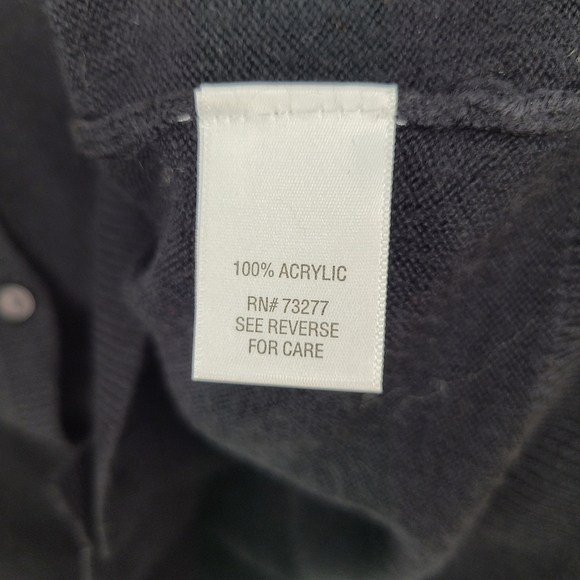 100% ACRYLIC
RN# 73277
SEE REVERSE
FOR CARE